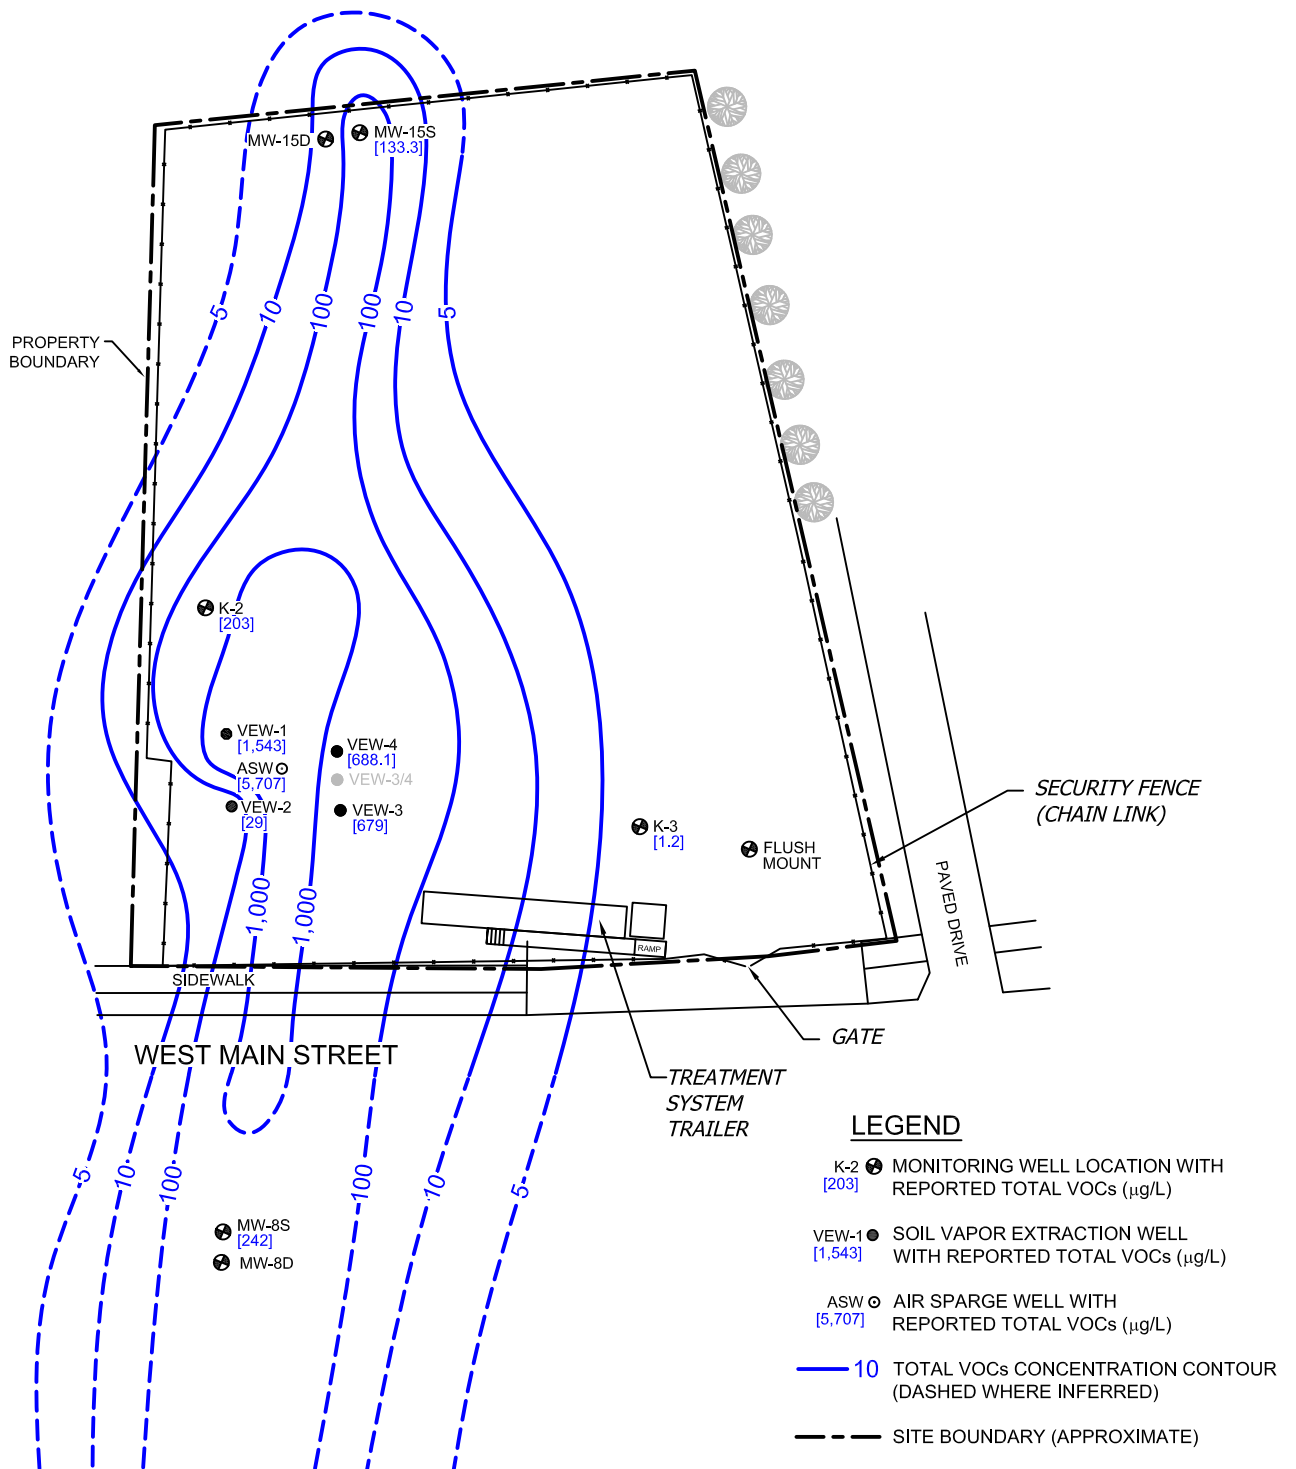 MW-15D
MW-15S
[133.3]
5
10
100
100
10
5
PROPERTY
BOUNDARY
K-2
[203]
VEW-1
[1,543]
ASW
[5,707]
VEW-2
[29]
VEW-4
[688.1]
VEW-3/4
VEW-3
[679]
K-3
[1.2]
FLUSH
MOUNT
SECURITY FENCE
(CHAIN LINK)
PAVED DRIVE
1,000
1,000
RAMP
SIDEWALK
WEST MAIN STREET
GATE
TREATMENT
SYSTEM
TRAILER
5
10
100
100
10
5
MW-8S
[242]
MW-8D
LEGEND
K-2
[203]
MONITORING WELL LOCATION WITH
REPORTED TOTAL VOCs (µg/L)
VEW-1
[1,543]
SOIL VAPOR EXTRACTION WELL
WITH REPORTED TOTAL VOCs (µg/L)
ASW
[5,707]
AIR SPARGE WELL WITH
REPORTED TOTAL VOCs (µg/L)
10
TOTAL VOCs CONCENTRATION CONTOUR
(DASHED WHERE INFERRED)
SITE BOUNDARY (APPROXIMATE)